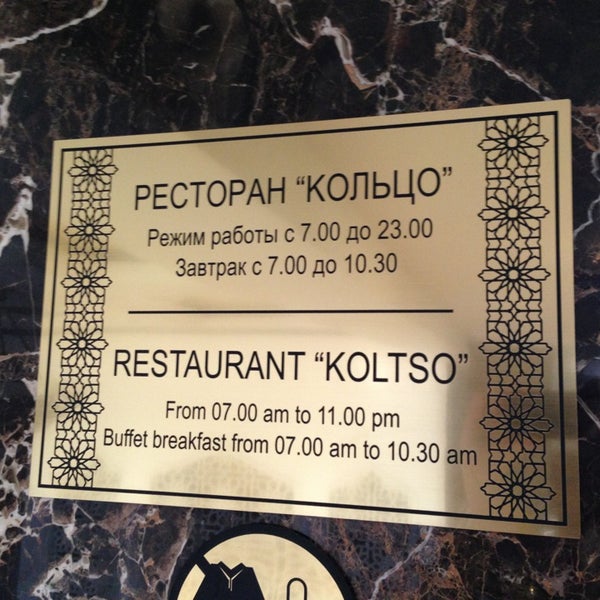 РЕСТОРАН “КОЛЬЦО”
Режим работы с 7.00 до 23.00
Завтрак с 7.00 до 10.30
RESTAURANT “KOLTSO”
From 07.00 am to 11.00 pm
Buffet breakfast from 07.00 am to 10.30 am